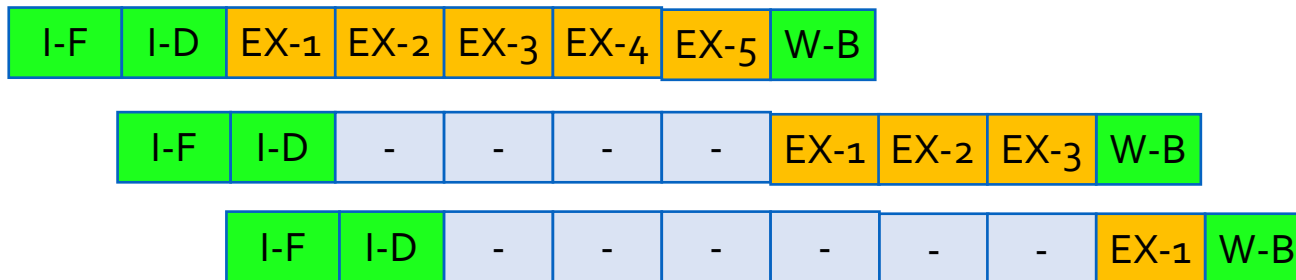 I-F I-D EX-1 EX-2 EX-3 EX-4 EX-5 W-B
I-F I-D - - - - EX-1 EX-2 EX-3 W-B
I-F I-D - - - - - - EX-1 W-B